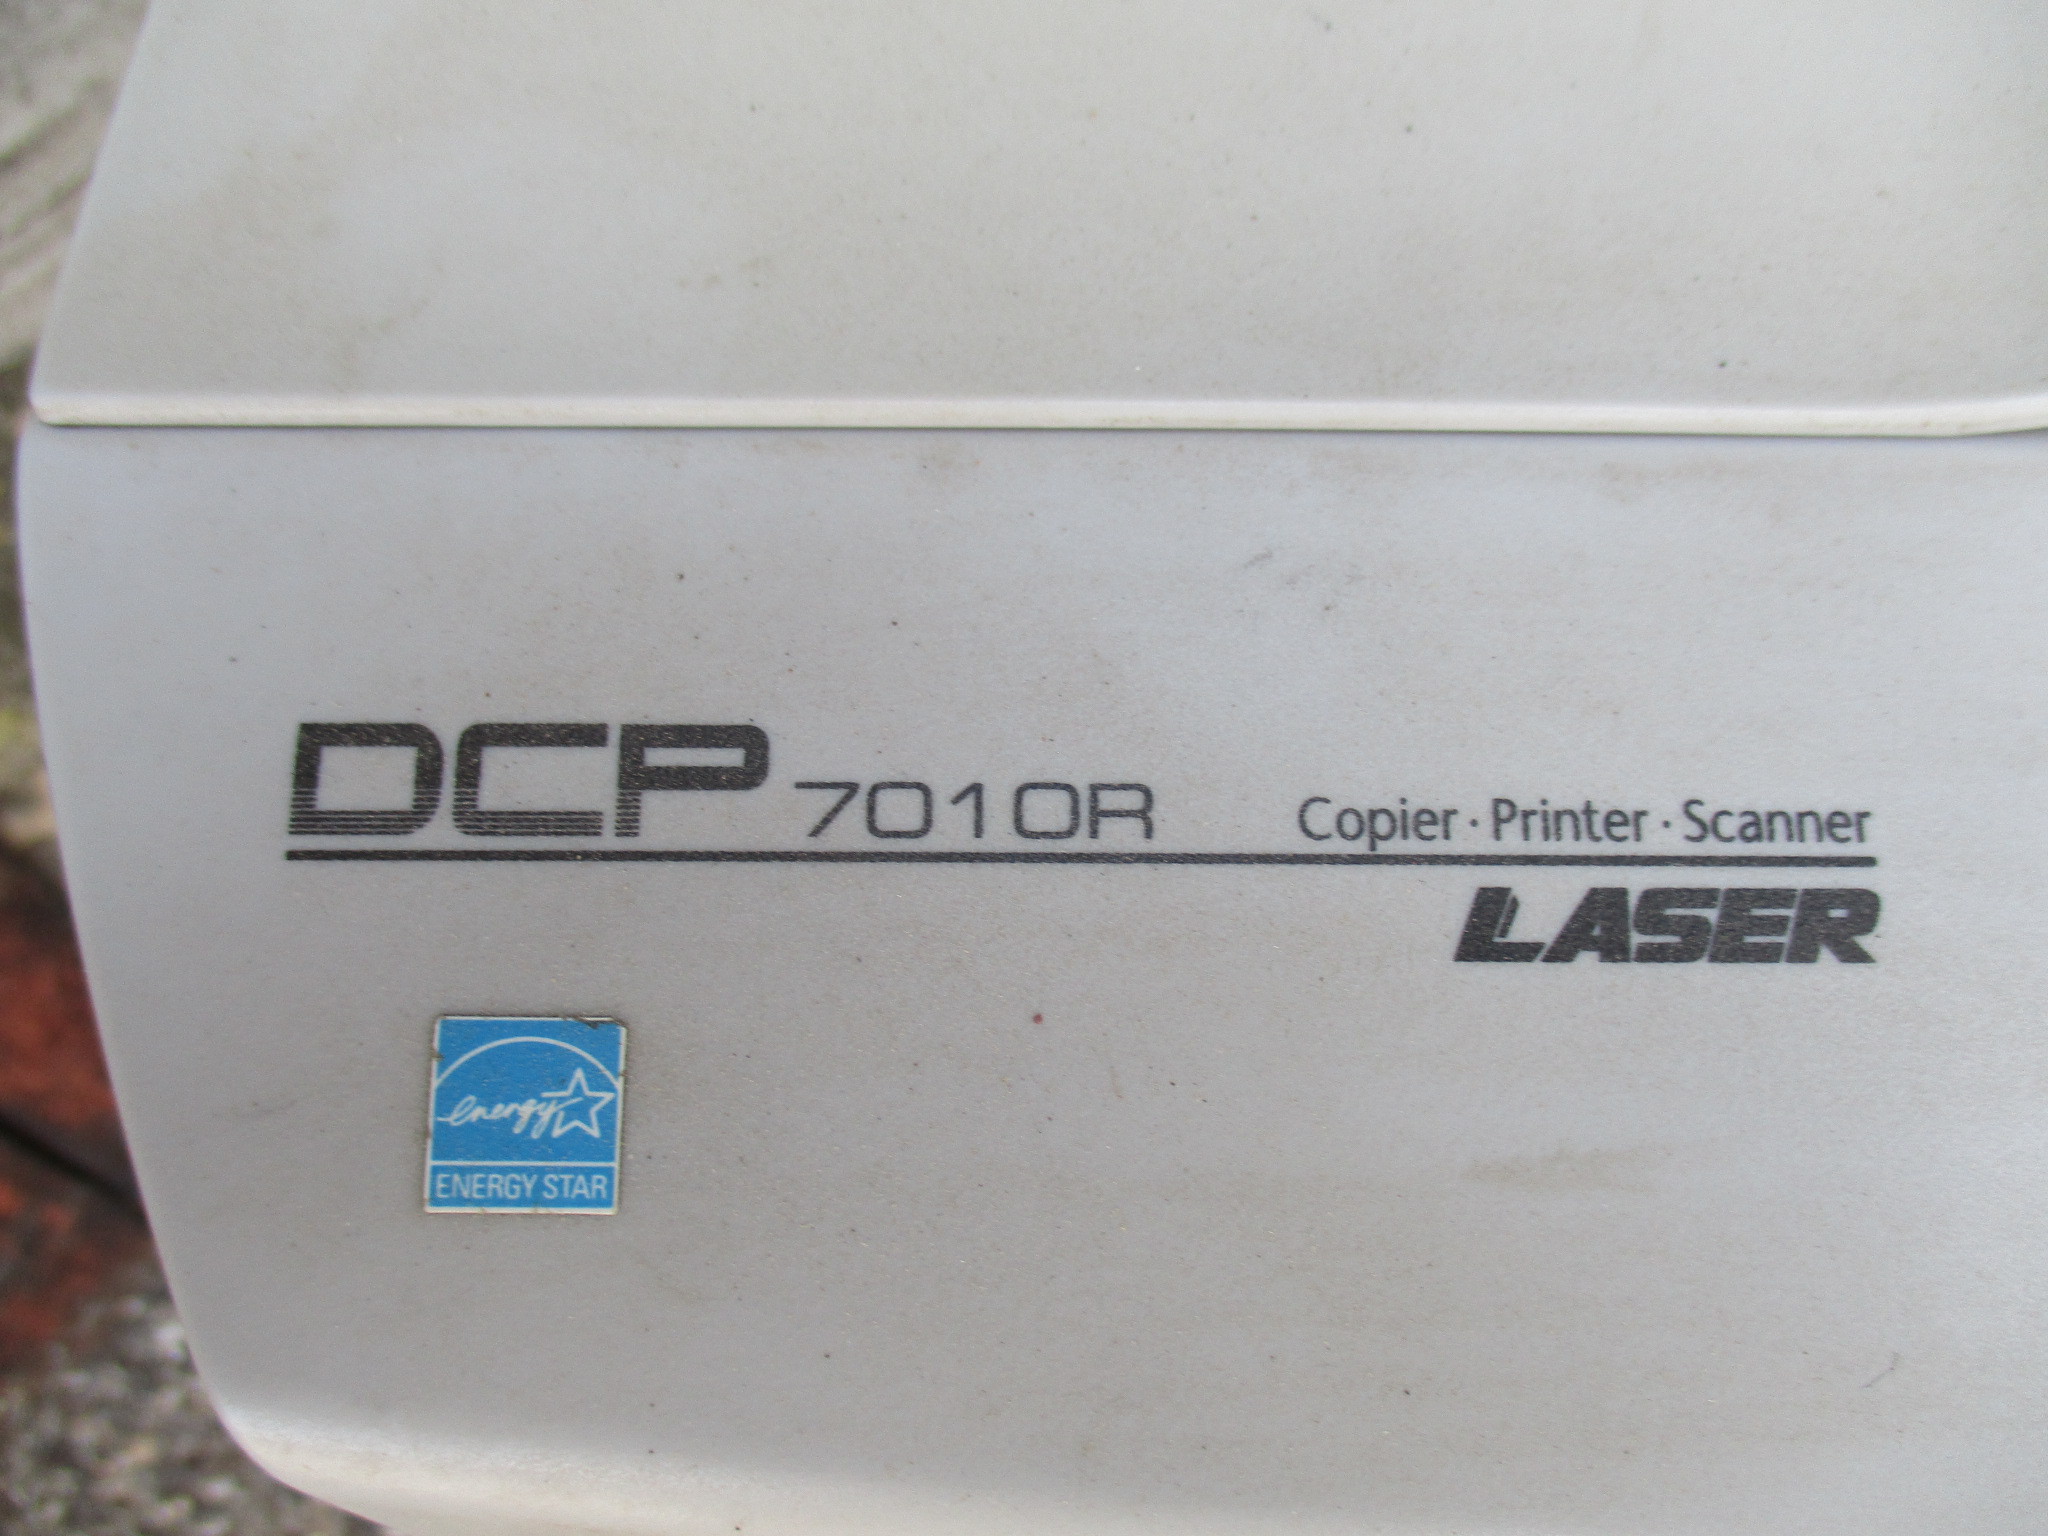 DCP 7010R Copier·Printer·Scanner
LASER
energy
ENERGY STAR